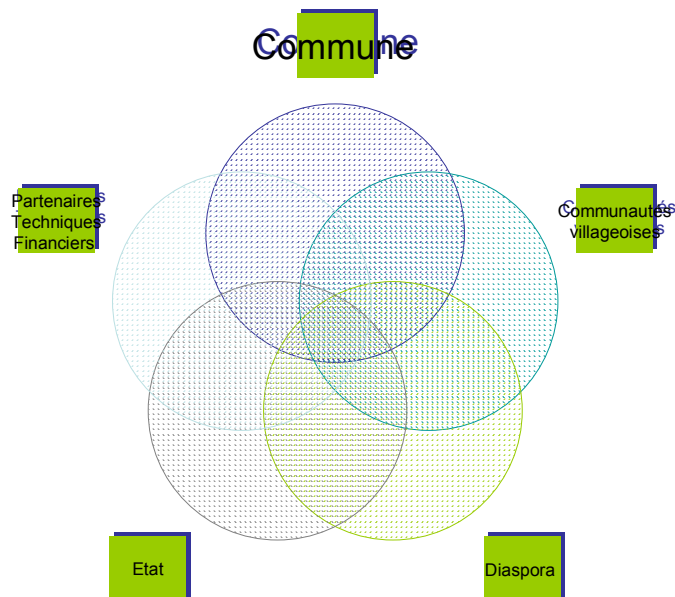 Commune
Partenaires
Techniques
Financiers
Communautés
villageoises
Etat
Diaspora